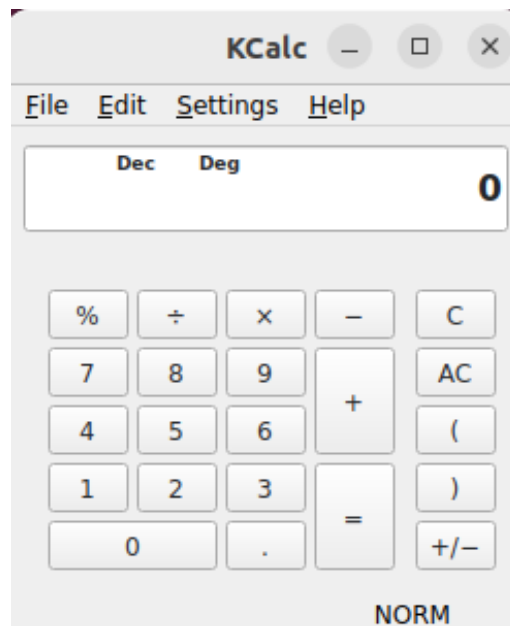 KCalc
File Edit Settings Help
Dec Deg
0
% ÷ × − C
7 8 9 + AC
4 5 6 (
1 2 3 = )
0 . +/−
NORM